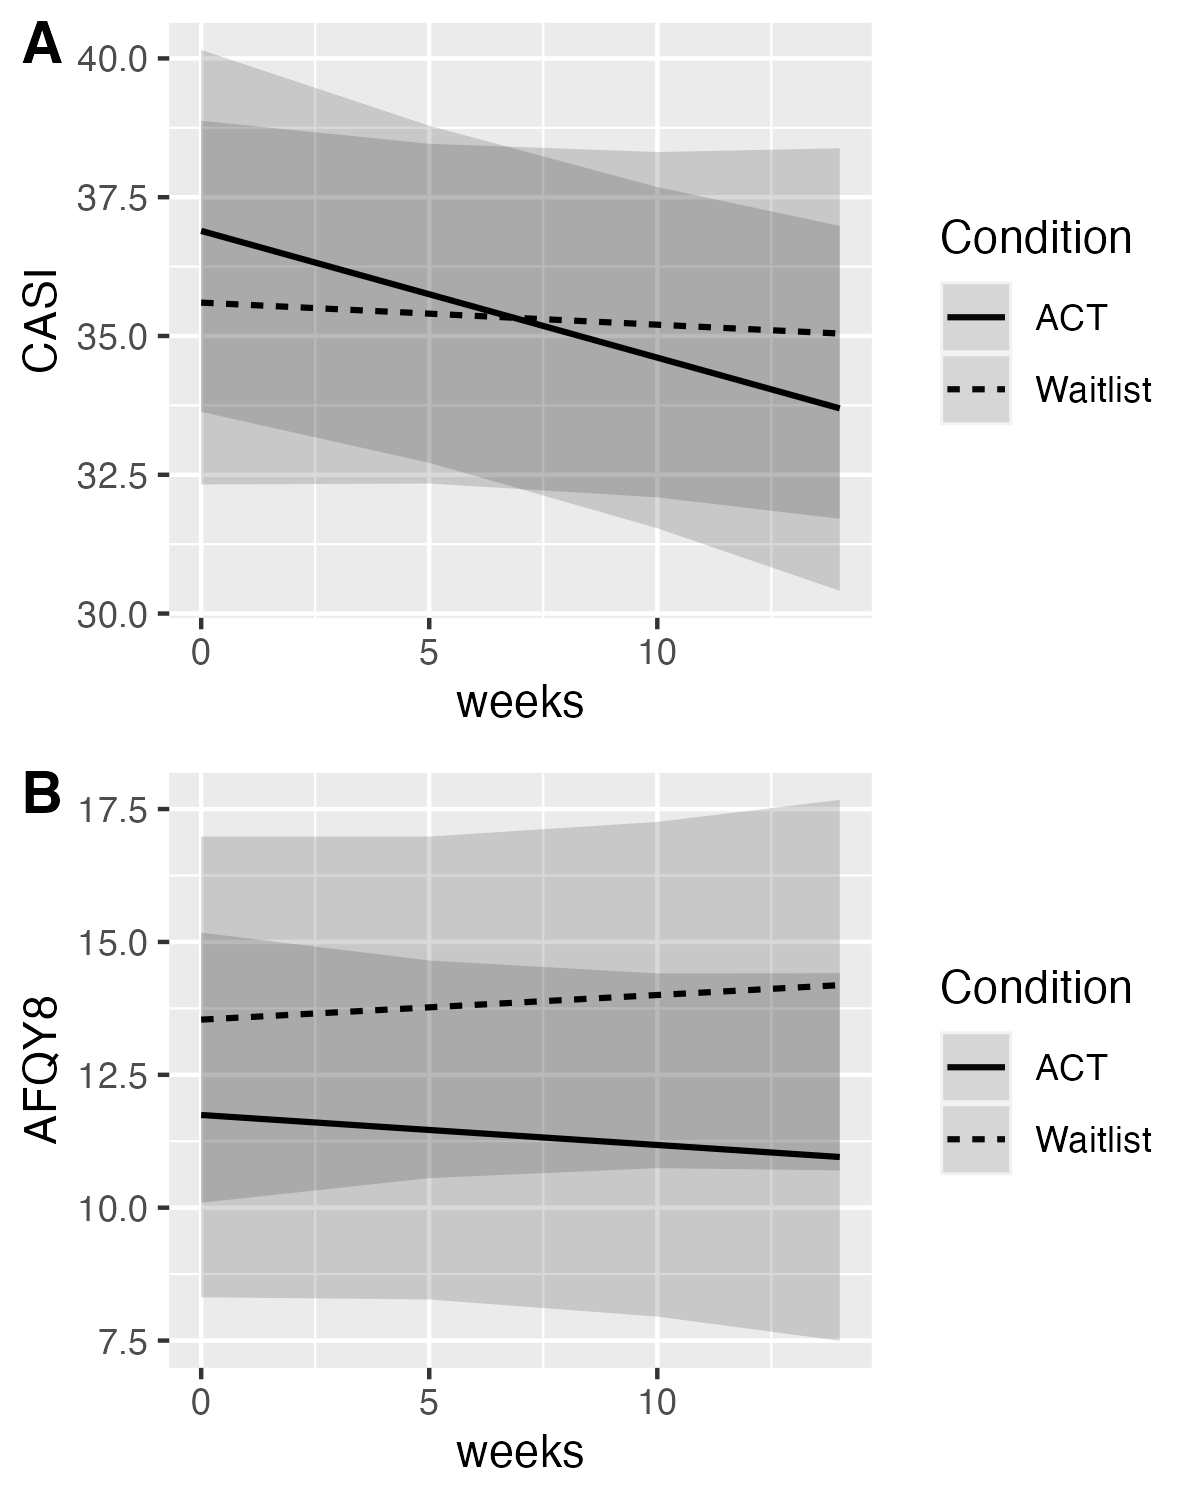 A
40.0
37.5
35.0
32.5
30.0
CASI
0 5 10
weeks
Condition
ACT
Waitlist
B
17.5
15.0
12.5
10.0
7.5
AFQY8
0 5 10
weeks
Condition
ACT
Waitlist